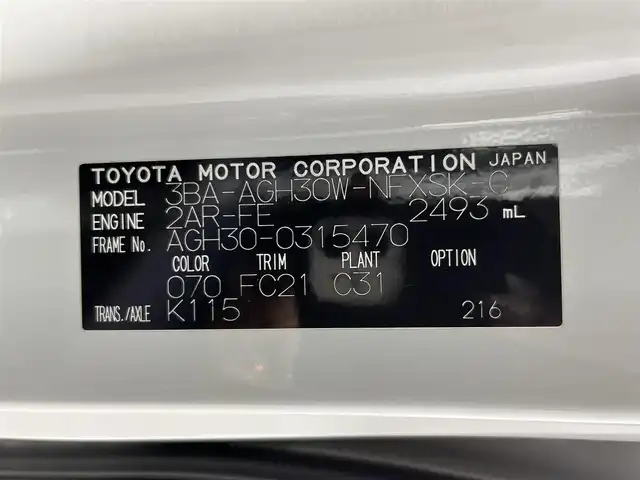 TOYOTA MOTOR CORPORATION JAPAN
MODEL 3BA-AGH30W-NFXSK-C
ENGINE 2AR-FE 2493 mL
FRAME No. AGH30-0315470
COLOR TRIM PLANT OPTION
070 FC21 C31
TRANS./AXLE K115 216